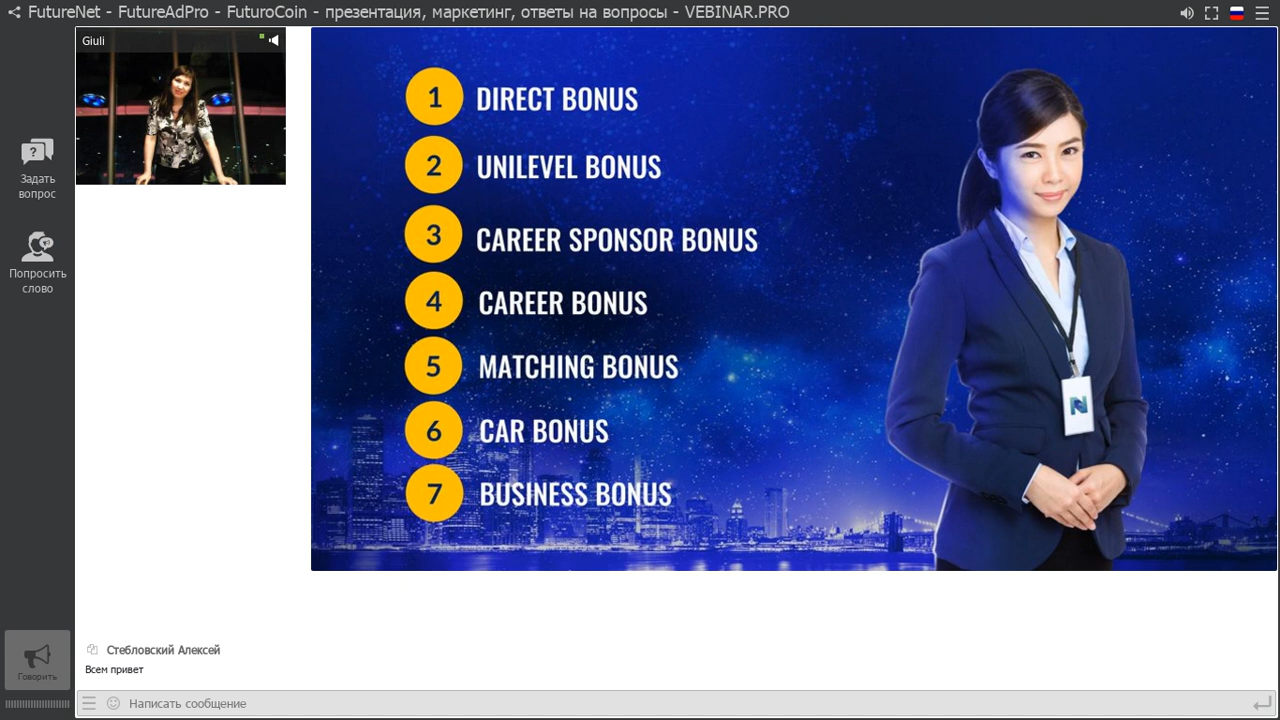 FutureNet - FutureAdPro - FuturoCoin - презентация, маркетинг, ответы на вопросы - VEBINAR.PRO
Giuli
Задать
вопрос
Попросить
слово
1 DIRECT BONUS
2 UNILEVEL BONUS
3 CAREER SPONSOR BONUS
4 CAREER BONUS
5 MATCHING BONUS
6 CAR BONUS
7 BUSINESS BONUS
N
Говорить
Стебловский Алексей
Всем привет
Написать сообщение